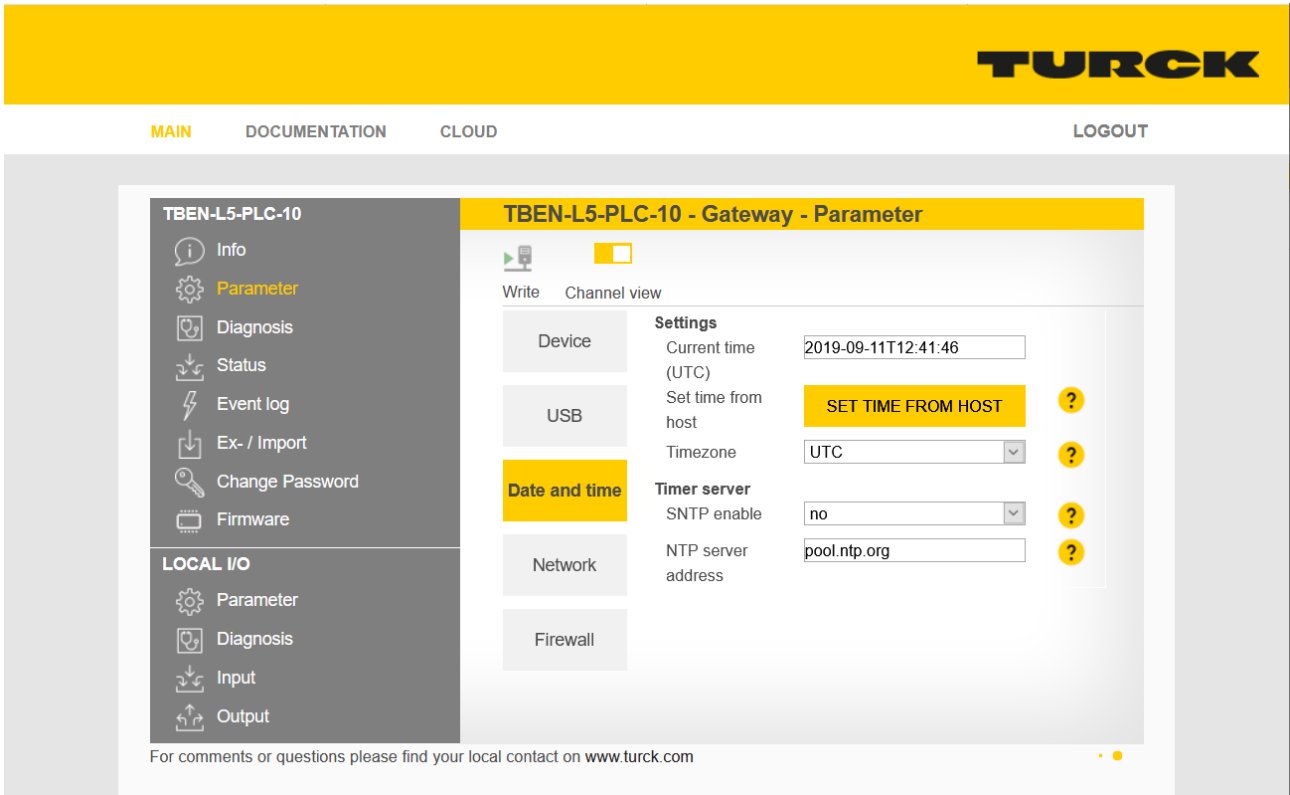 TURCK
MAIN DOCUMENTATION CLOUD LOGOUT
TBEN-L5-PLC-10
Info
Parameter
Diagnosis
Status
Event log
Ex- / Import
Change Password
Firmware
LOCAL I/O
Parameter
Diagnosis
Input
Output
TBEN-L5-PLC-10 - Gateway - Parameter
Write Channel view
Device
USB
Date and time
Network
Firewall
Settings
Current time
(UTC)
2019-09-11T12:41:46
Set time from
host
SET TIME FROM HOST
?
Timezone
UTC
?
Timer server
SNTP enable
no
?
NTP server
address
pool.ntp.org
?
For comments or questions please find your local contact on www.turck.com